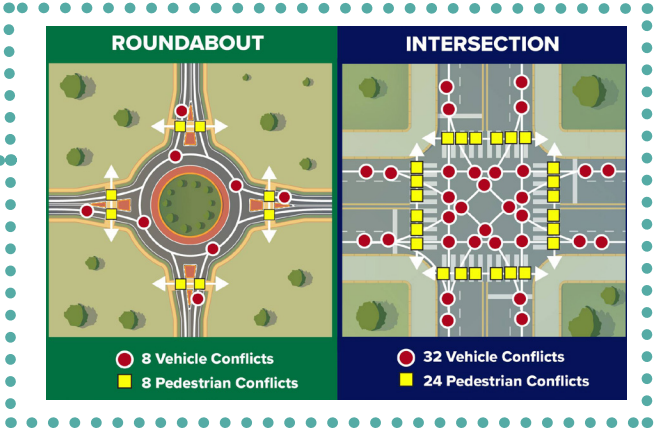 ROUNDABOUT
INTERSECTION
8 Vehicle Conflicts
8 Pedestrian Conflicts
32 Vehicle Conflicts
24 Pedestrian Conflicts